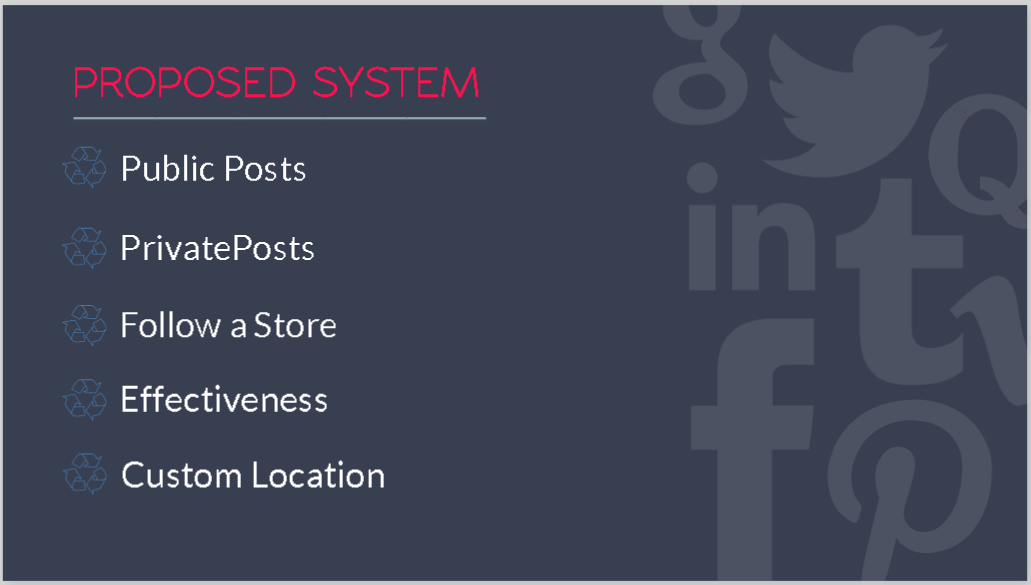 PROPOSED SYSTEM
Public Posts
PrivatePosts
Follow a Store
Effectiveness
Custom Location